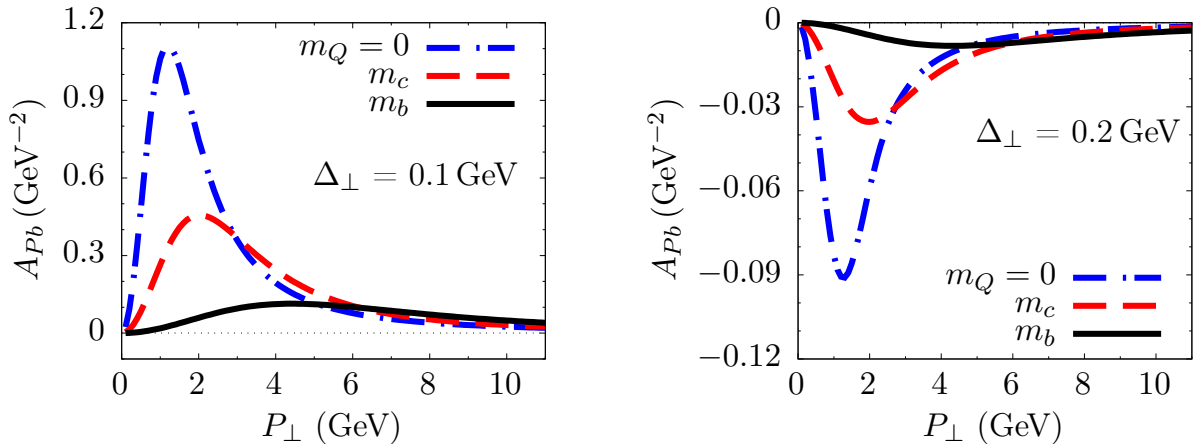 1.2
0.9
0.6
0.3
0
A_{Pb} (GeV^{−2})
m_Q = 0
m_c
m_b
Δ_⊥ = 0.1 GeV
0 2 4 6 8 10
P_⊥ (GeV)
0
−0.03
−0.06
−0.09
−0.12
A_{Pb} (GeV^{−2})
Δ_⊥ = 0.2 GeV
m_Q = 0
m_c
m_b
0 2 4 6 8 10
P_⊥ (GeV)